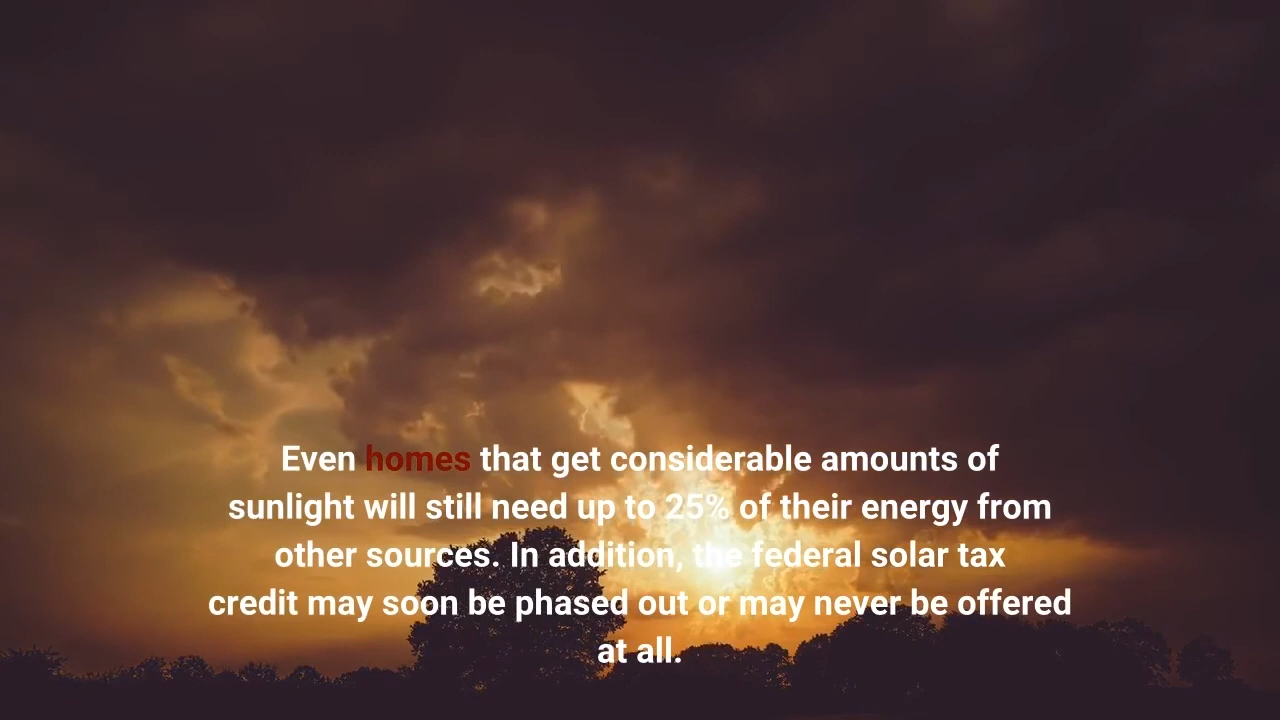 Even homes that get considerable amounts of
sunlight will still need up to 25% of their energy from
other sources. In addition, the federal solar tax
credit may soon be phased out or may never be offered
at all.